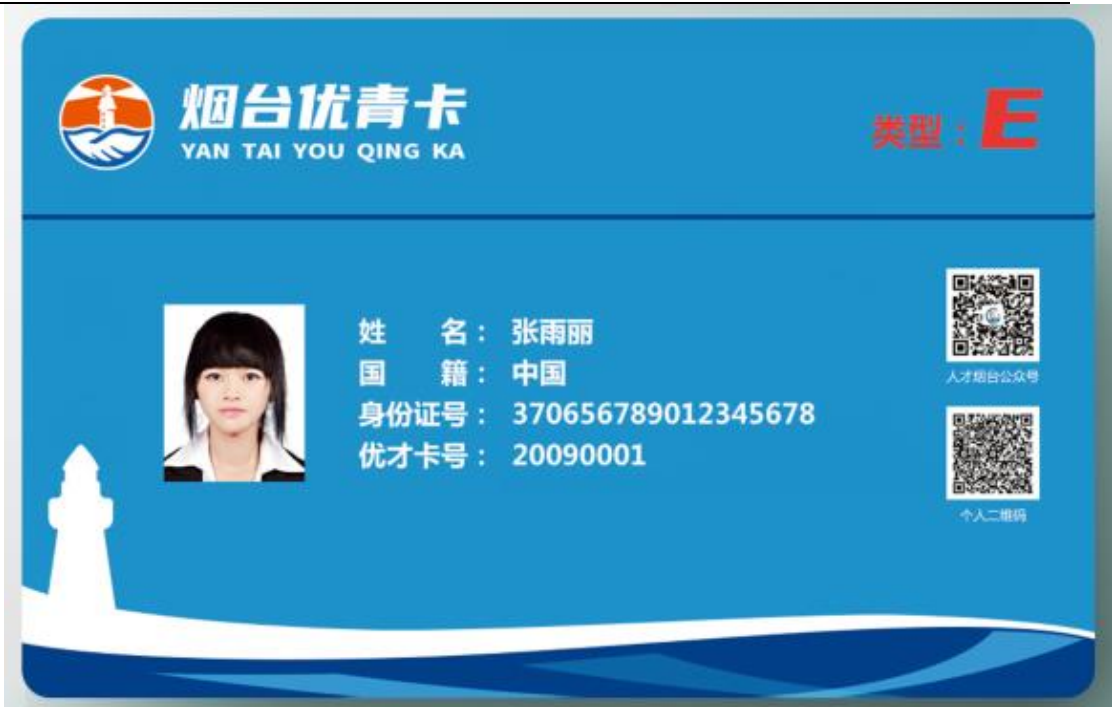 烟台优青卡
YAN TAI YOU QING KA
类型：E
姓 名： 张雨丽
国 籍： 中国
身份证号： 370656789012345678
优才卡号： 20090001
人才烟台公众号
个人二维码